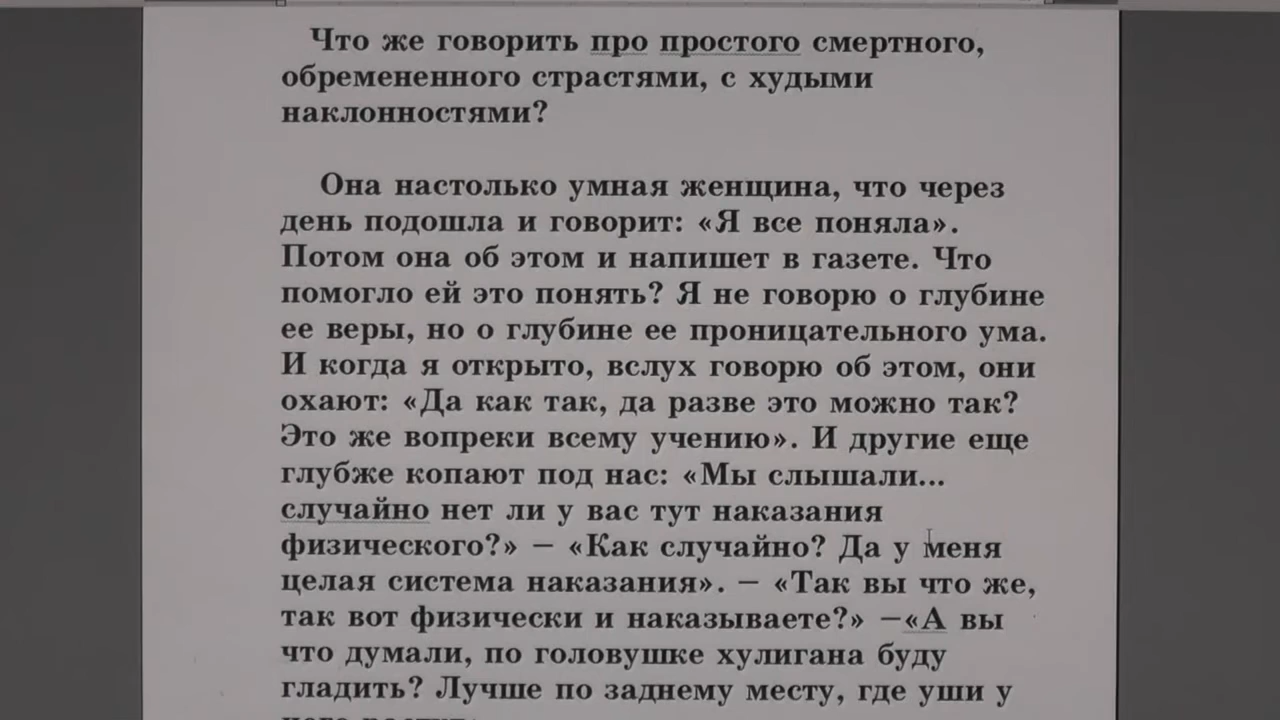 Что же говорить про простого смертного,
обремененного страстями, с худыми
наклонностями?
Она настолько умная женщина, что через
день подошла и говорит: «Я все поняла».
Потом она об этом и напишет в газете. Что
помогло ей это понять? Я не говорю о глубине
ее веры, но о глубине ее проницательного ума.
И когда я открыто, вслух говорю об этом, они
охают: «Да как так, да разве это можно так?
Это же вопреки всему учению». И другие еще
глубже копают под нас: «Мы слышали...
случайно нет ли у вас тут наказания
физического?» – «Как случайно? Да у меня
целая система наказания». – «Так вы что же,
так вот физически и наказываете?» –«А вы
что думали, по головушке хулигана буду
гладить? Лучше по заднему месту, где уши у